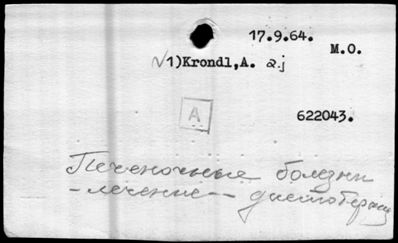 17.9.64.
M.O.
√1)Krondl,A. a.j
A
622043.
Печеночные болезни
-лечение-- диетотерапия